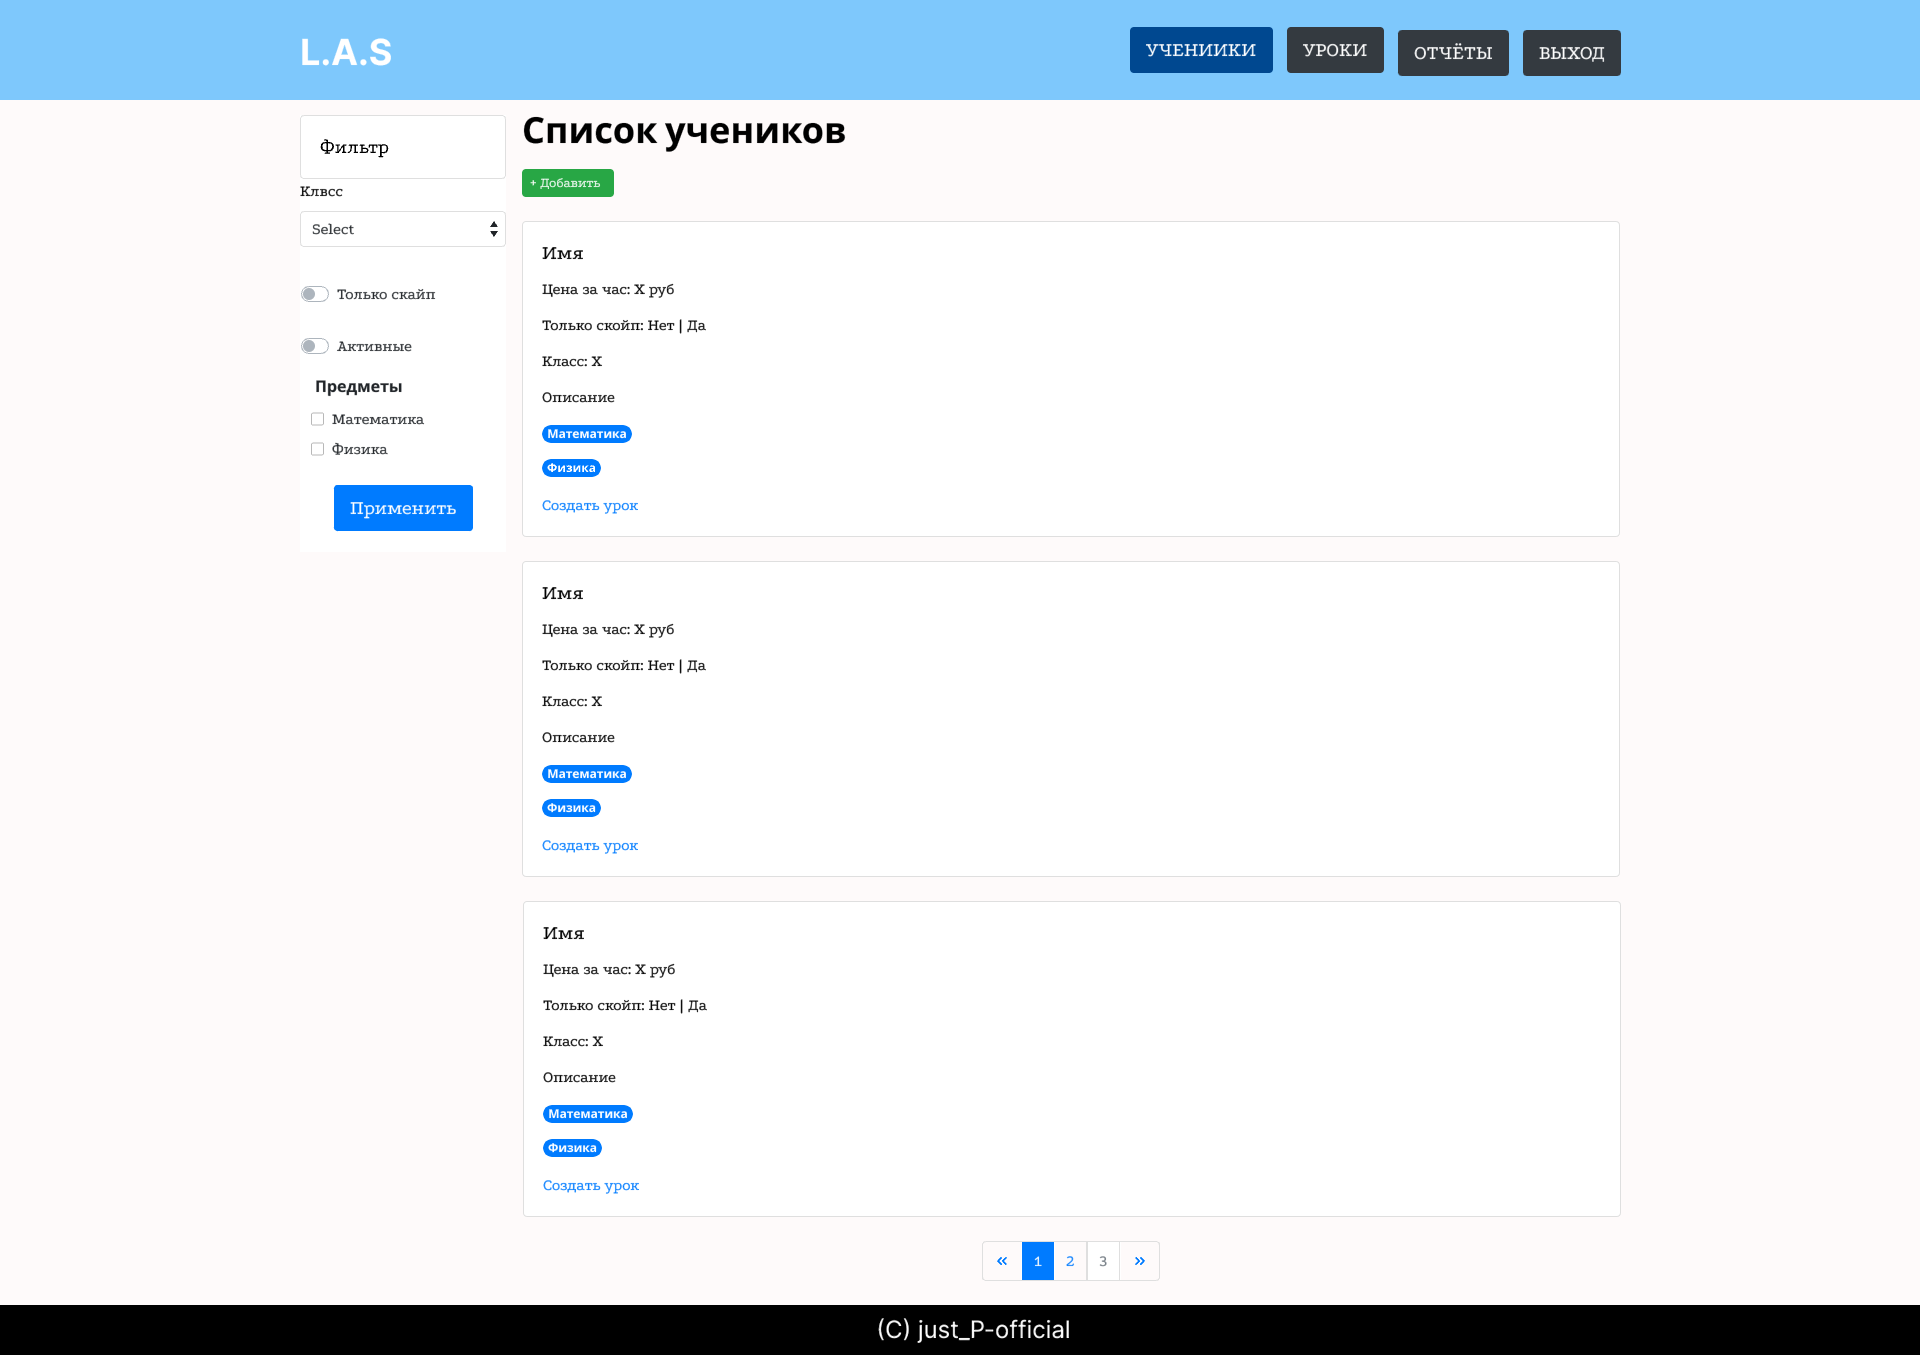 L.A.S
УЧЕНИИКИ
УРОКИ
ОТЧЁТЫ
ВЫХОД
Фильтр
Клвсс
Select
Только скайп
Активные
Предметы
Математика
Физика
Применить
Список учеников
+ Добавить
Имя
Цена за час: X руб
Только скойп: Нет | Да
Класс: X
Описание
Математика
Физика
Создать урок
Имя
Цена за час: X руб
Только скойп: Нет | Да
Класс: X
Описание
Математика
Физика
Создать урок
Имя
Цена за час: X руб
Только скойп: Нет | Да
Класс: X
Описание
Математика
Физика
Создать урок
« 1 2 3 »
(C) just_P-official